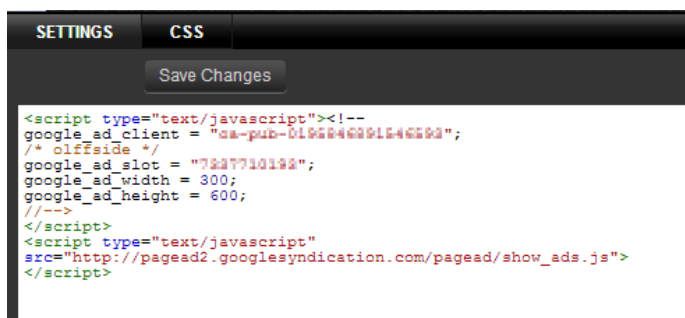 SETTINGS CSS
Save Changes
<script type="text/javascript"><!--
google_ad_client = "";
/* olffside */
google_ad_slot = "";
google_ad_width = 300;
google_ad_height = 600;
//-->
</script>
<script type="text/javascript"
src="http://pagead2.googlesyndication.com/pagead/show_ads.js">
</script>